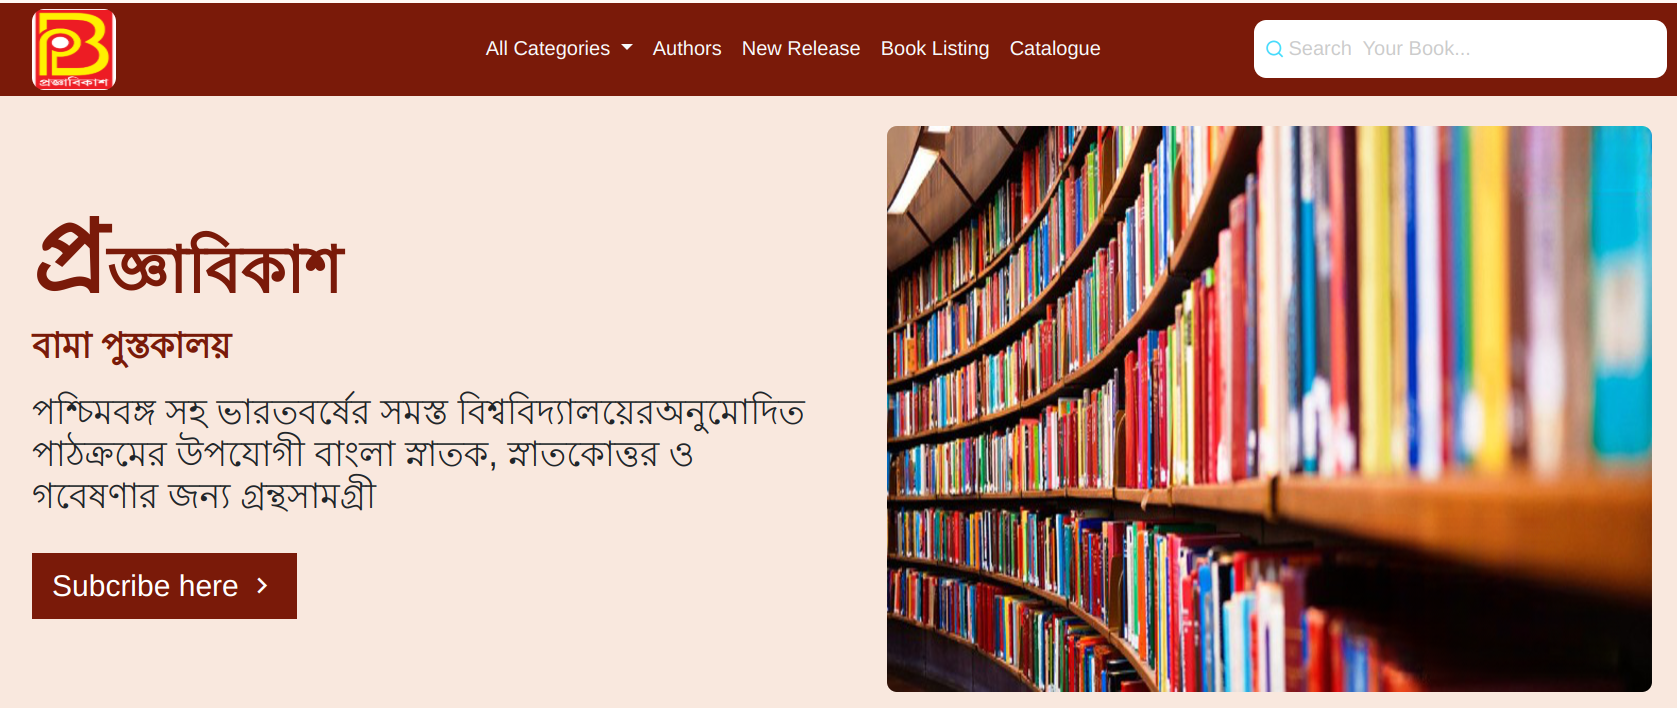 প্রজ্ঞাবিকাশ
All Categories
Authors
New Release
Book Listing
Catalogue
Search Your Book...
প্রজ্ঞাবিকাশ
বামা পুস্তকালয়
পশ্চিমবঙ্গ সহ ভারতবর্ষের সমস্ত বিশ্ববিদ্যালয়েরঅনুমোদিত
পাঠক্রমের উপযোগী বাংলা স্নাতক, স্নাতকোত্তর ও
গবেষণার জন্য গ্রন্থসামগ্রী
Subcribe here